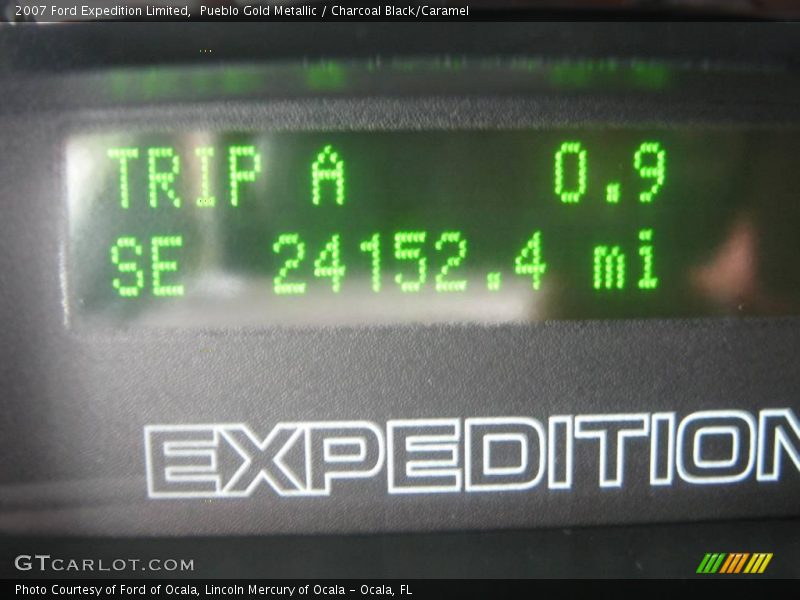 2007 Ford Expedition Limited,  Pueblo Gold Metallic / Charcoal Black/Caramel
TRIP A 0.9
SE 24152.4 mi
EXPEDITION
GTCARLOT.COM
Photo Courtesy of Ford of Ocala, Lincoln Mercury of Ocala – Ocala, FL